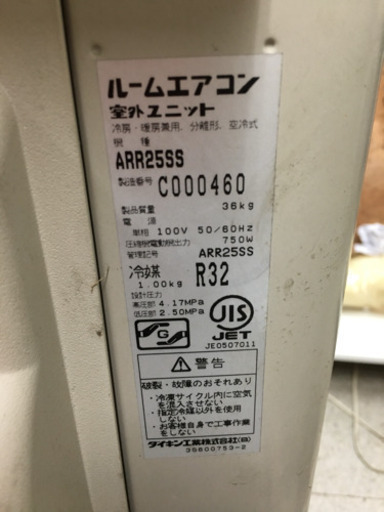 ルームエアコン
室外ユニット
冷房・暖房兼用、分離形、空冷式
機 種
ARR25SS
製造番号 C000460
製品質量 36kg
電 源
単相 100V 50/60Hz
圧縮機電動機出力 750W
管理記号 ARR25SS
冷媒 R32
1.00kg
設計圧力
高圧部 4.17MPa
低圧部 2.50MPa
G
JIS
JET
JE0507011
警告
破裂・故障のおそれあり
・冷凍サイクル内に空気
を混入させない
・指定冷媒以外を使用
しない
・お客様自身で工事作業を
しない
ダイキン工業株式会社(製)
3SB00753-2